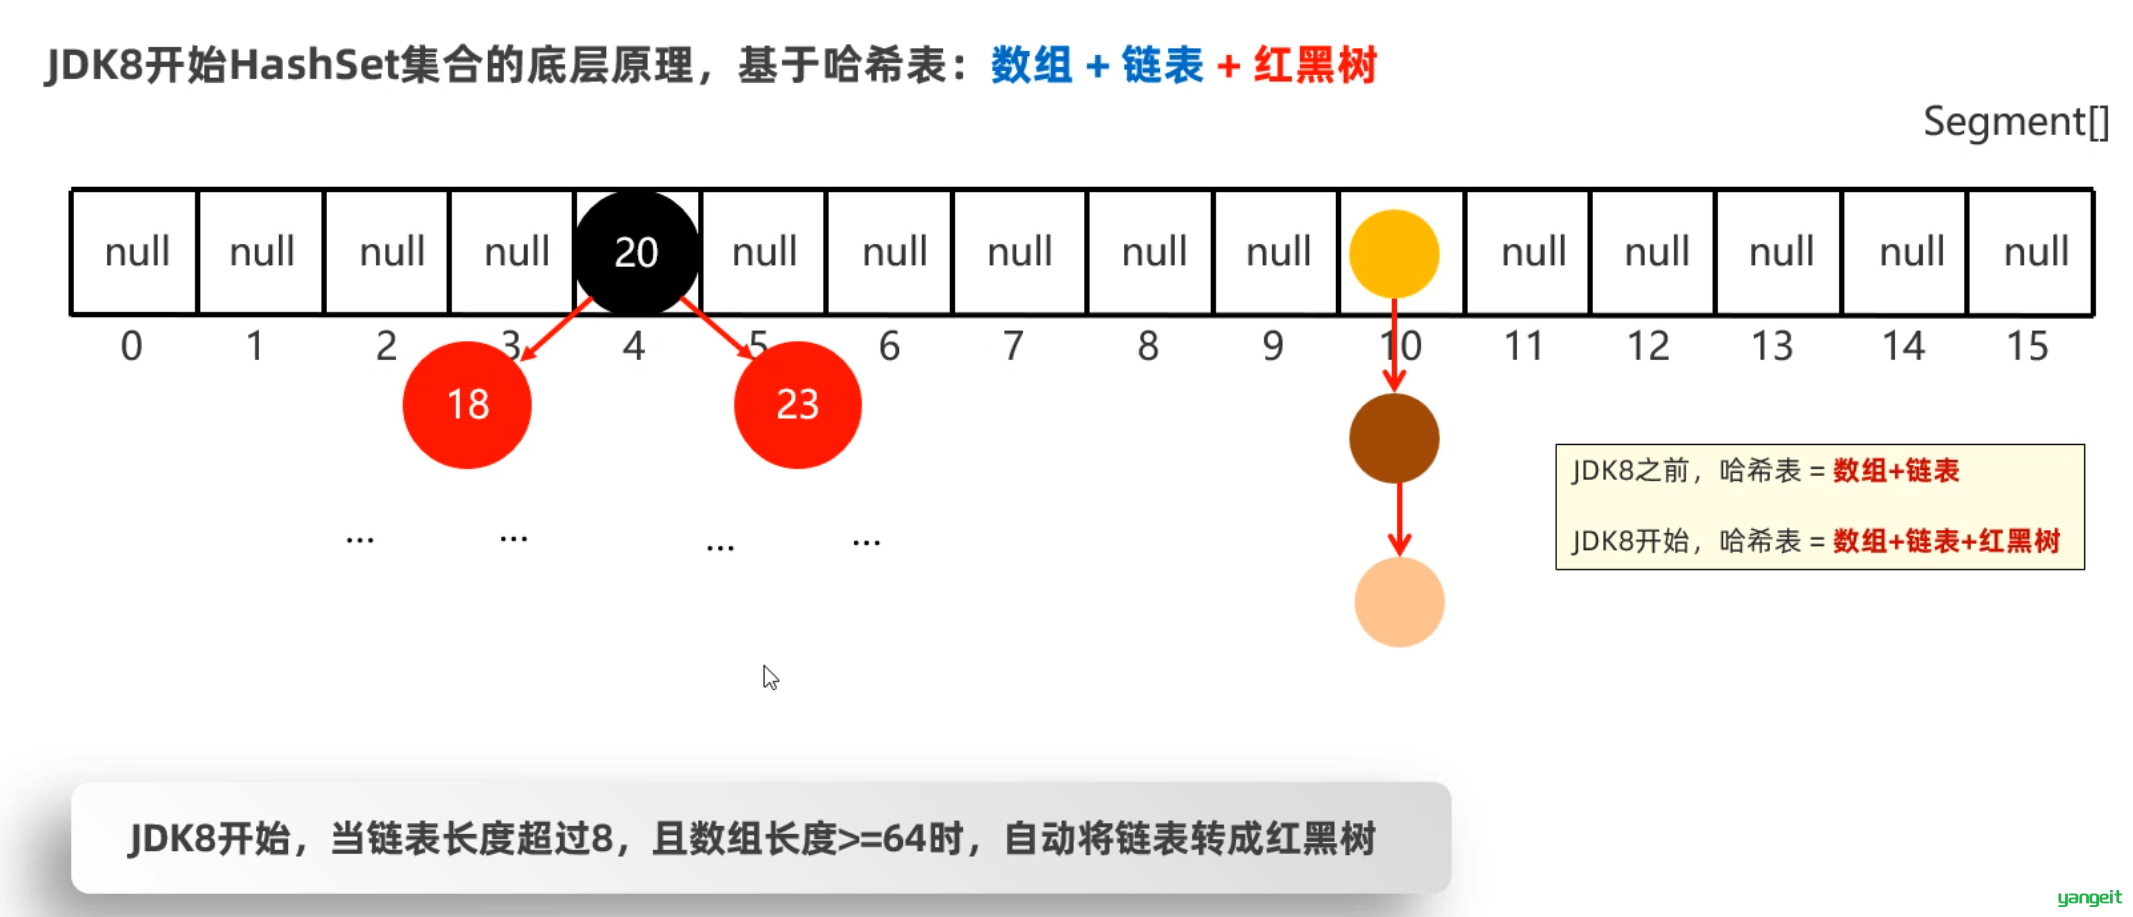 JDK8开始HashSet集合的底层原理，基于哈希表：数组 + 链表 + 红黑树
Segment[]
null null null null 20 null null null null null null null null null null
0 1 2 3 4 5 6 7 8 9 10 11 12 13 14 15
18 23
JDK8之前，哈希表 = 数组+链表
JDK8开始，哈希表 = 数组+链表+红黑树
... ... ... ...
JDK8开始，当链表长度超过8，且数组长度>=64时，自动将链表转成红黑树
yangeit